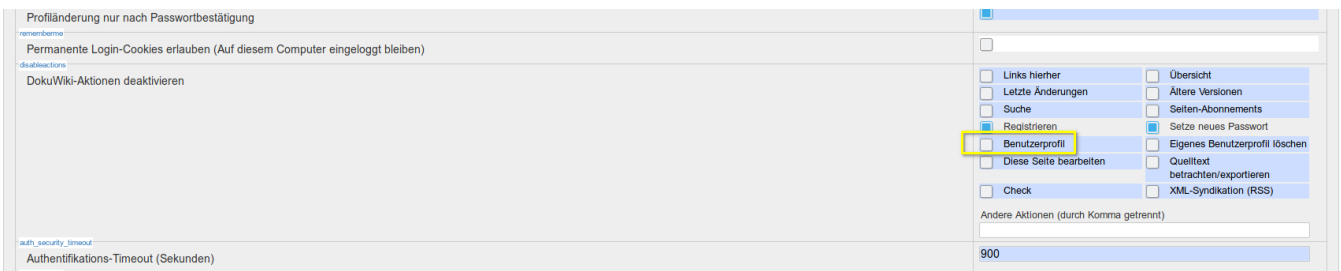 Profiländerung nur nach Passwortbestätigung
rememberme
Permanente Login-Cookies erlauben (Auf diesem Computer eingeloggt bleiben)
disableactions
DokuWiki-Aktionen deaktivieren
Links hierher
Übersicht
Letzte Änderungen
Ältere Versionen
Suche
Seiten-Abonnements
Registrieren
Setze neues Passwort
Benutzerprofil
Eigenes Benutzerprofil löschen
Diese Seite bearbeiten
Quelltext
betrachten/exportieren
Check
XML-Syndikation (RSS)
Andere Aktionen (durch Komma getrennt)
auth_security_timeout
Authentifikations-Timeout (Sekunden)
900